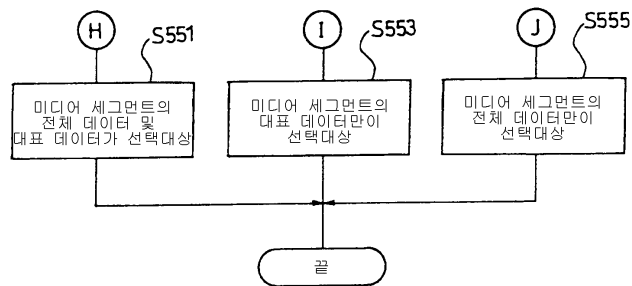 H
S551
I
S553
J
S555
미디어 세그먼트의
전체 데이터 및
대표 데이터가 선택대상
미디어 세그먼트의
대표 데이터만이
선택대상
미디어 세그먼트의
전체 데이터만이
선택대상
끝